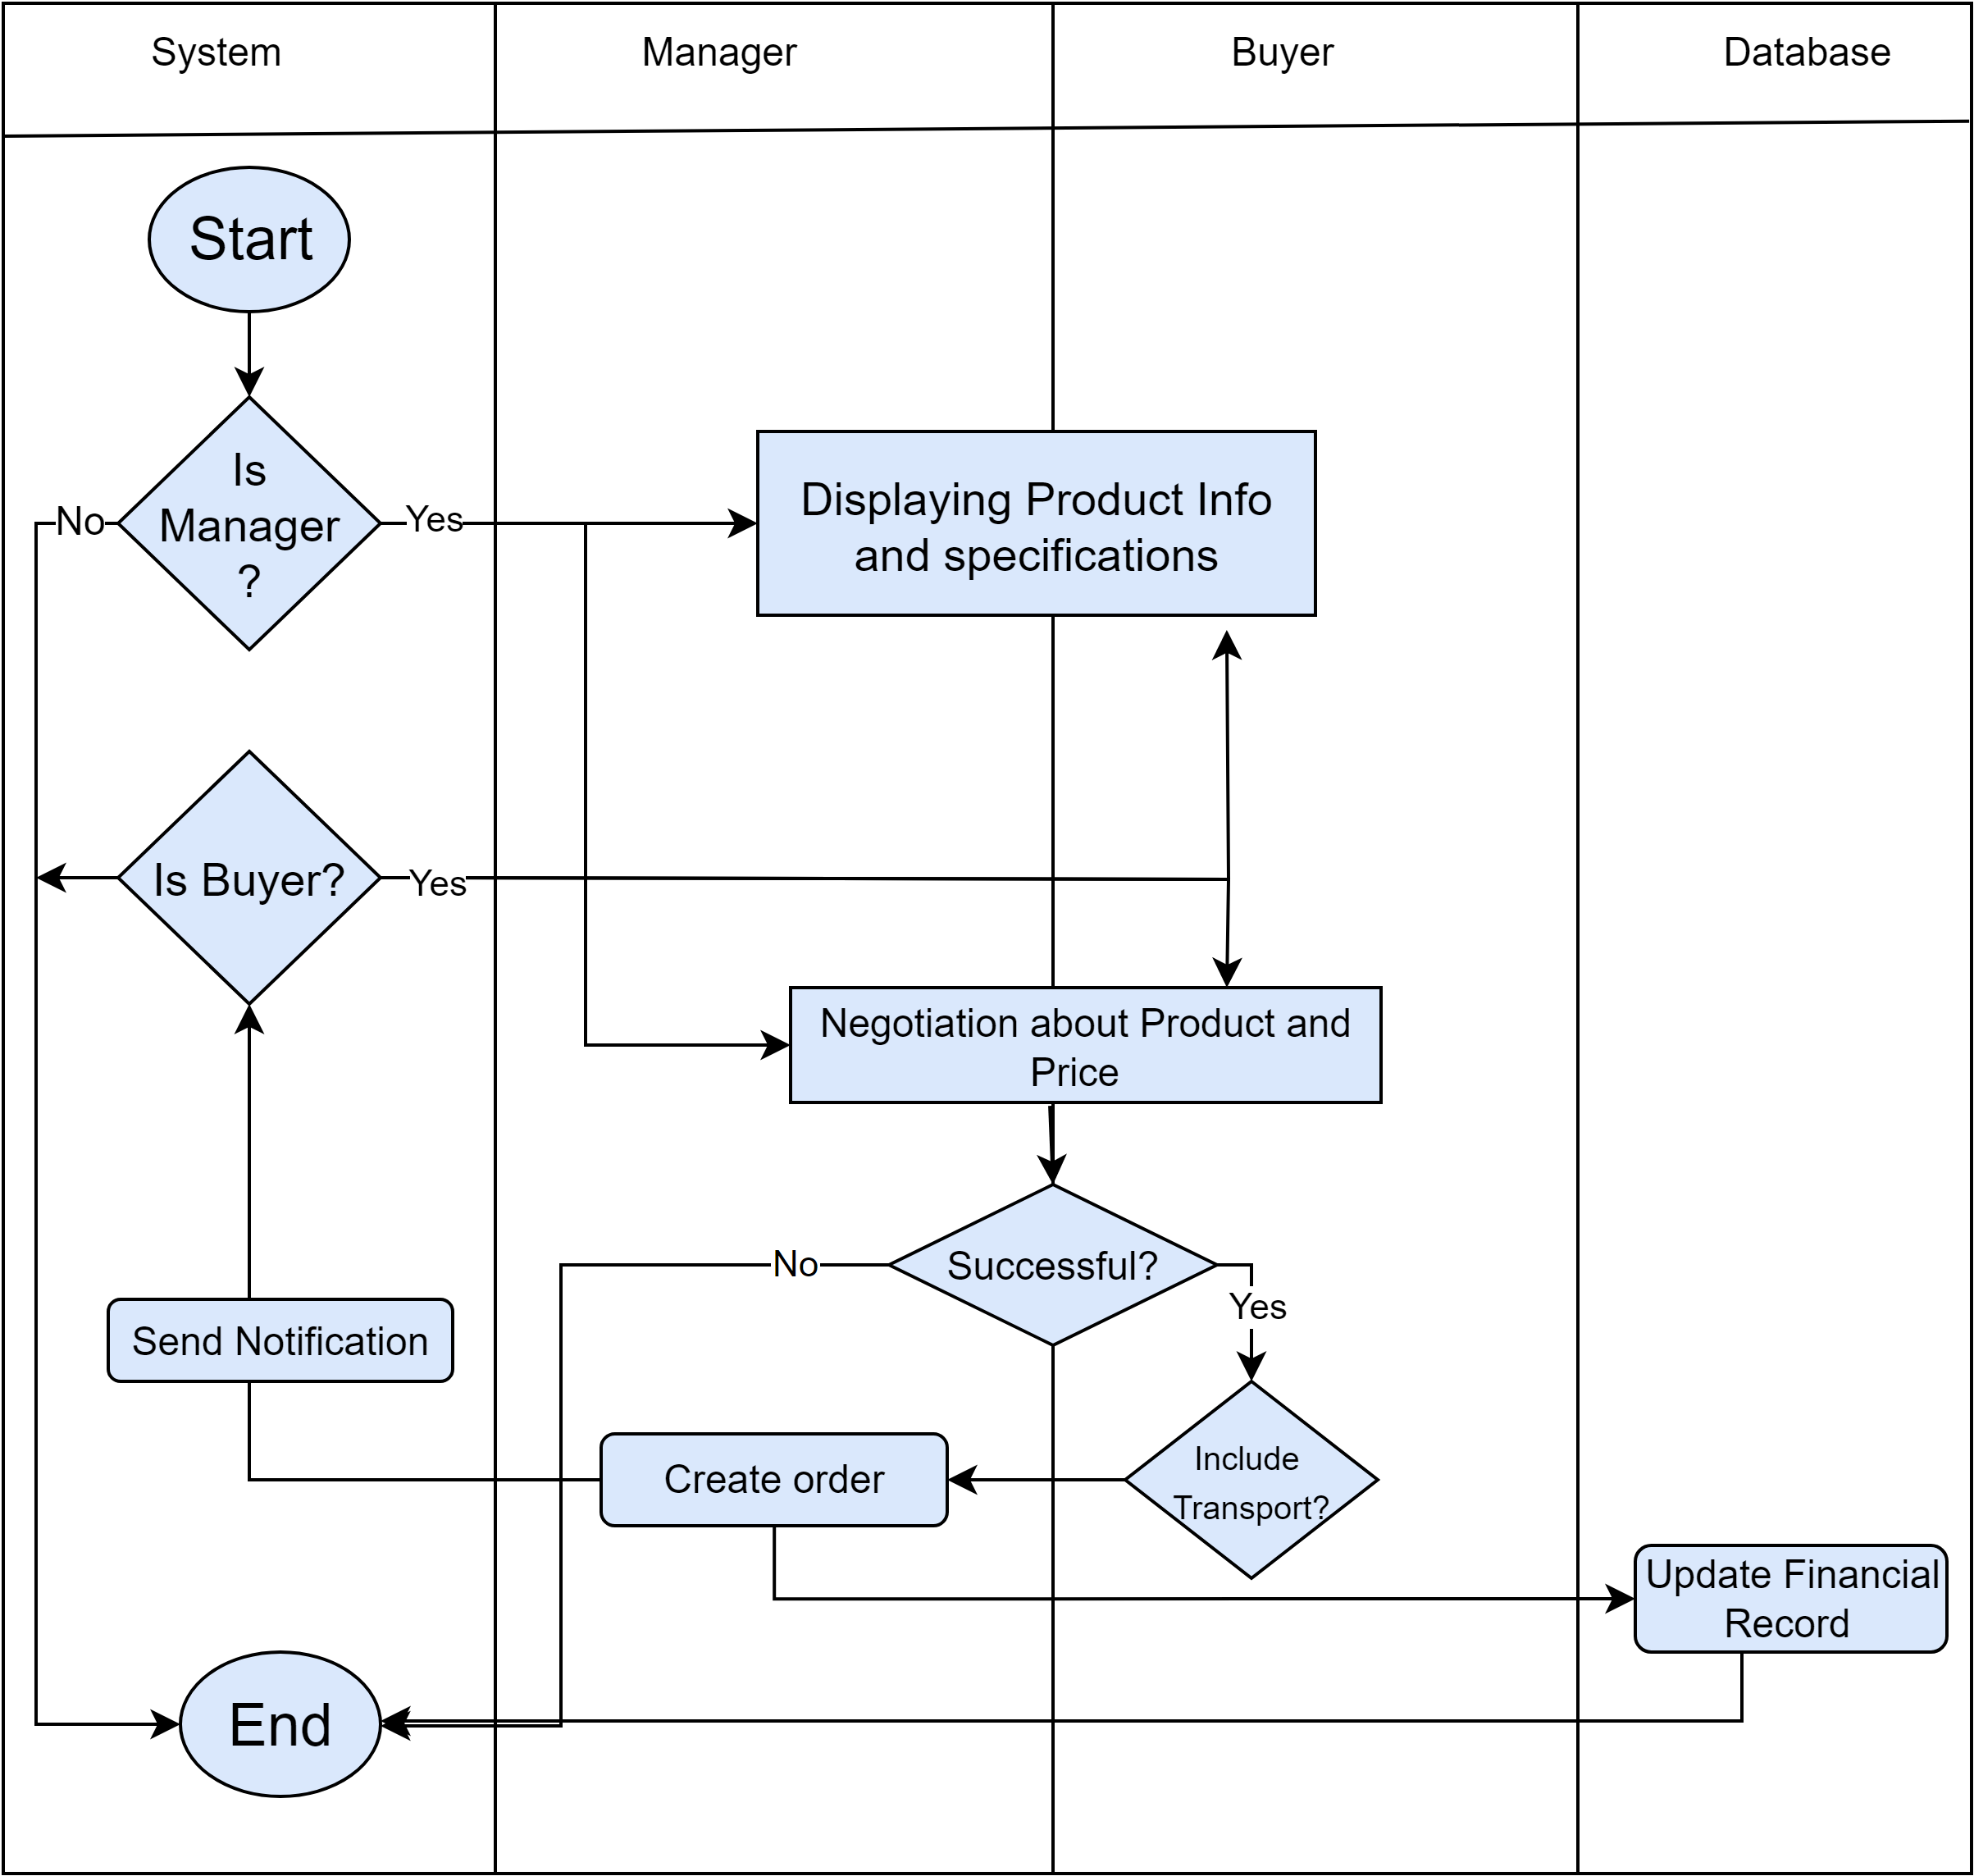 System
Manager
Buyer
Database
Start
Is
Manager
?
No
Yes
Displaying Product Info
and specifications
Is Buyer?
Yes
Negotiation about Product and
Price
Successful?
No
Yes
Send Notification
Include
Transport?
Create order
Update Financial
Record
End